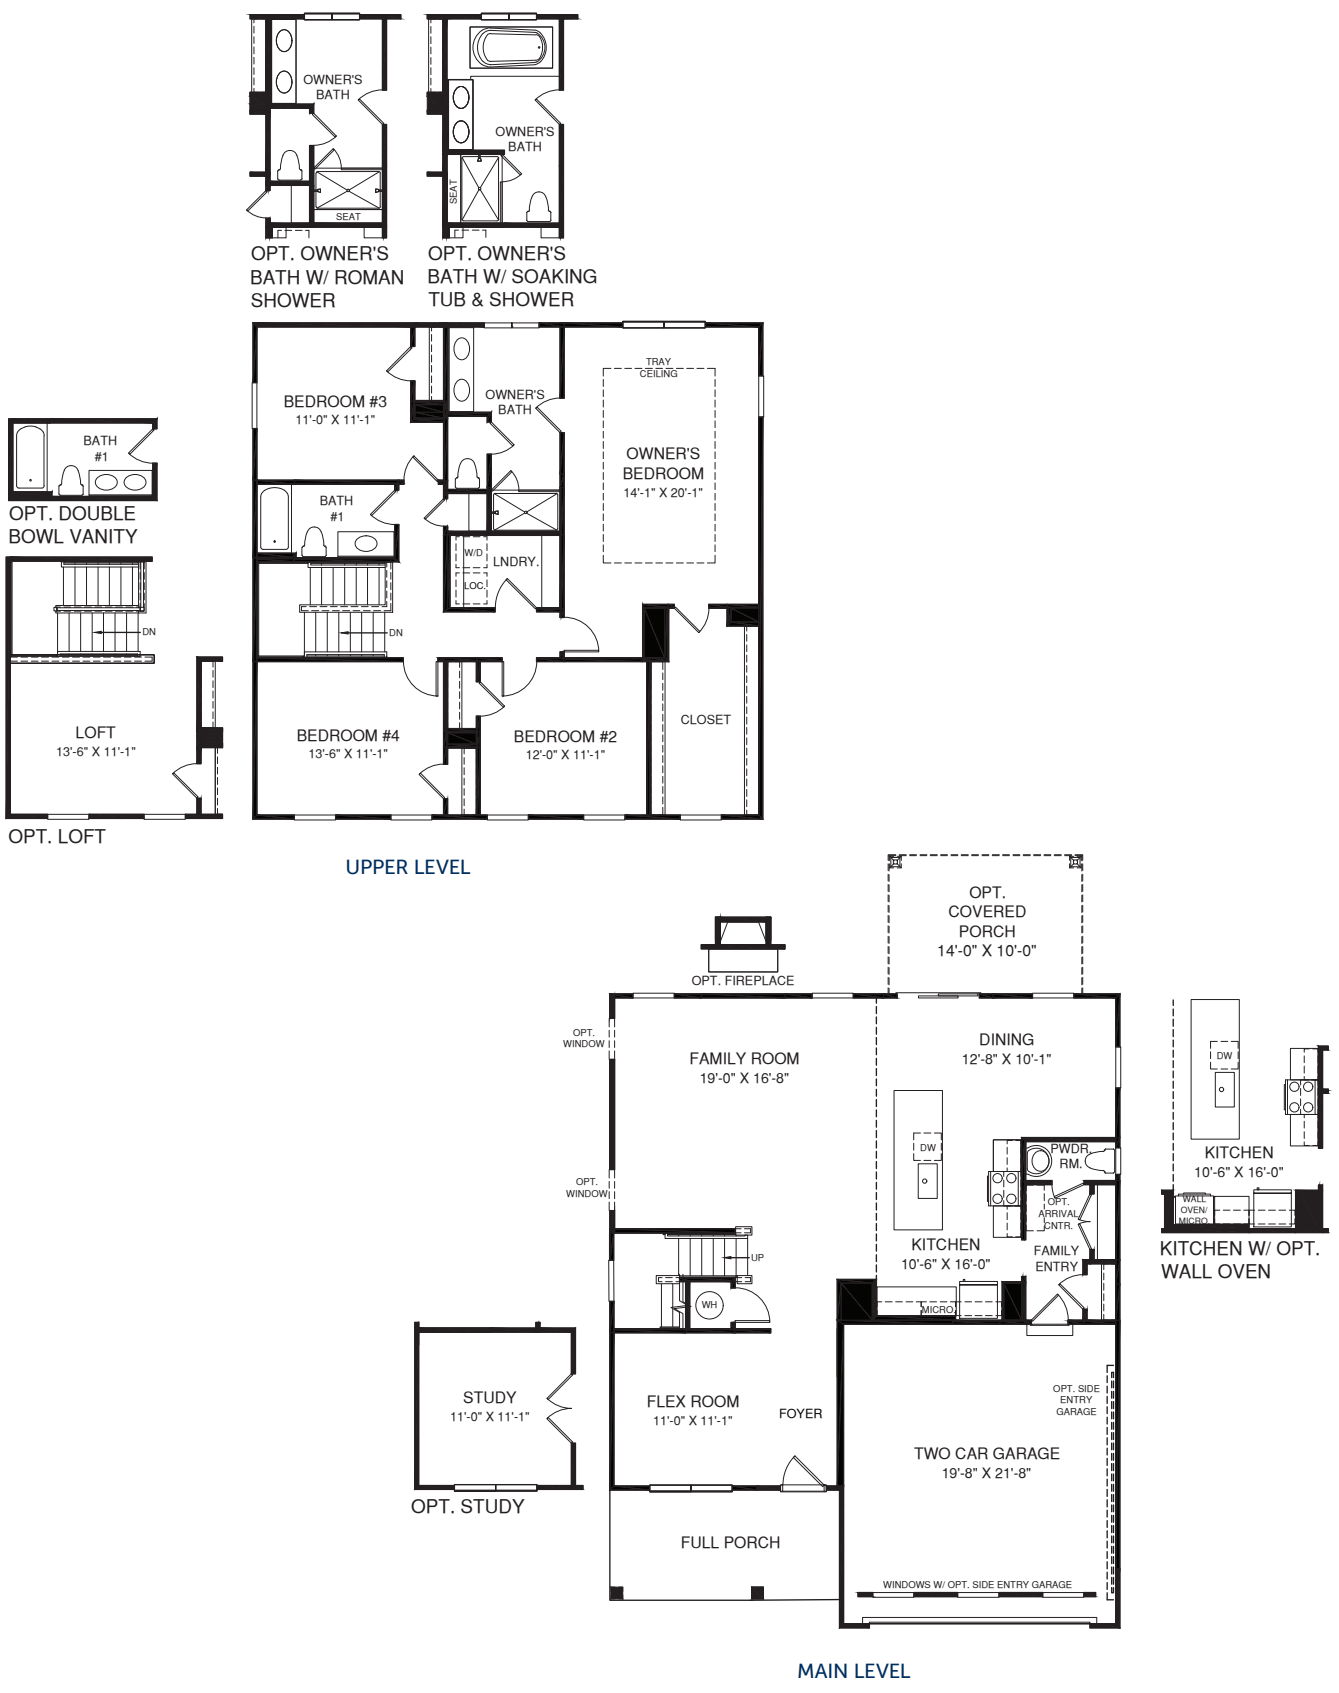 OWNER'S
BATH
SEAT
OPT. OWNER'S
BATH W/ ROMAN
SHOWER
OWNER'S
BATH
SEAT
OPT. OWNER'S
BATH W/ SOAKING
TUB & SHOWER
BATH
#1
OPT. DOUBLE
BOWL VANITY
DN
LOFT
13'-6" X 11'-1"
OPT. LOFT
BEDROOM #3
11'-0" X 11'-1"
OWNER'S
BATH
TRAY
CEILING
OWNER'S
BEDROOM
14'-1" X 20'-1"
BATH
#1
W/D
LNDRY.
LOC.
DN
BEDROOM #4
13'-6" X 11'-1"
BEDROOM #2
12'-0" X 11'-1"
CLOSET
UPPER LEVEL
OPT.
COVERED
PORCH
14'-0" X 10'-0"
OPT. FIREPLACE
OPT.
WINDOW
FAMILY ROOM
19'-0" X 16'-8"
DINING
12'-8" X 10'-1"
DW
PWDR.
RM.
OPT.
WINDOW
OPT.
ARRIVAL
CNTR.
KITCHEN
10'-6" X 16'-0"
FAMILY
ENTRY
UP
WH
MICRO.
DW
KITCHEN
10'-6" X 16'-0"
WALL
OVEN/
MICRO.
KITCHEN W/ OPT.
WALL OVEN
STUDY
11'-0" X 11'-1"
OPT. STUDY
FLEX ROOM
11'-0" X 11'-1"
FOYER
OPT. SIDE
ENTRY
GARAGE
TWO CAR GARAGE
19'-8" X 21'-8"
FULL PORCH
WINDOWS W/ OPT. SIDE ENTRY GARAGE
MAIN LEVEL